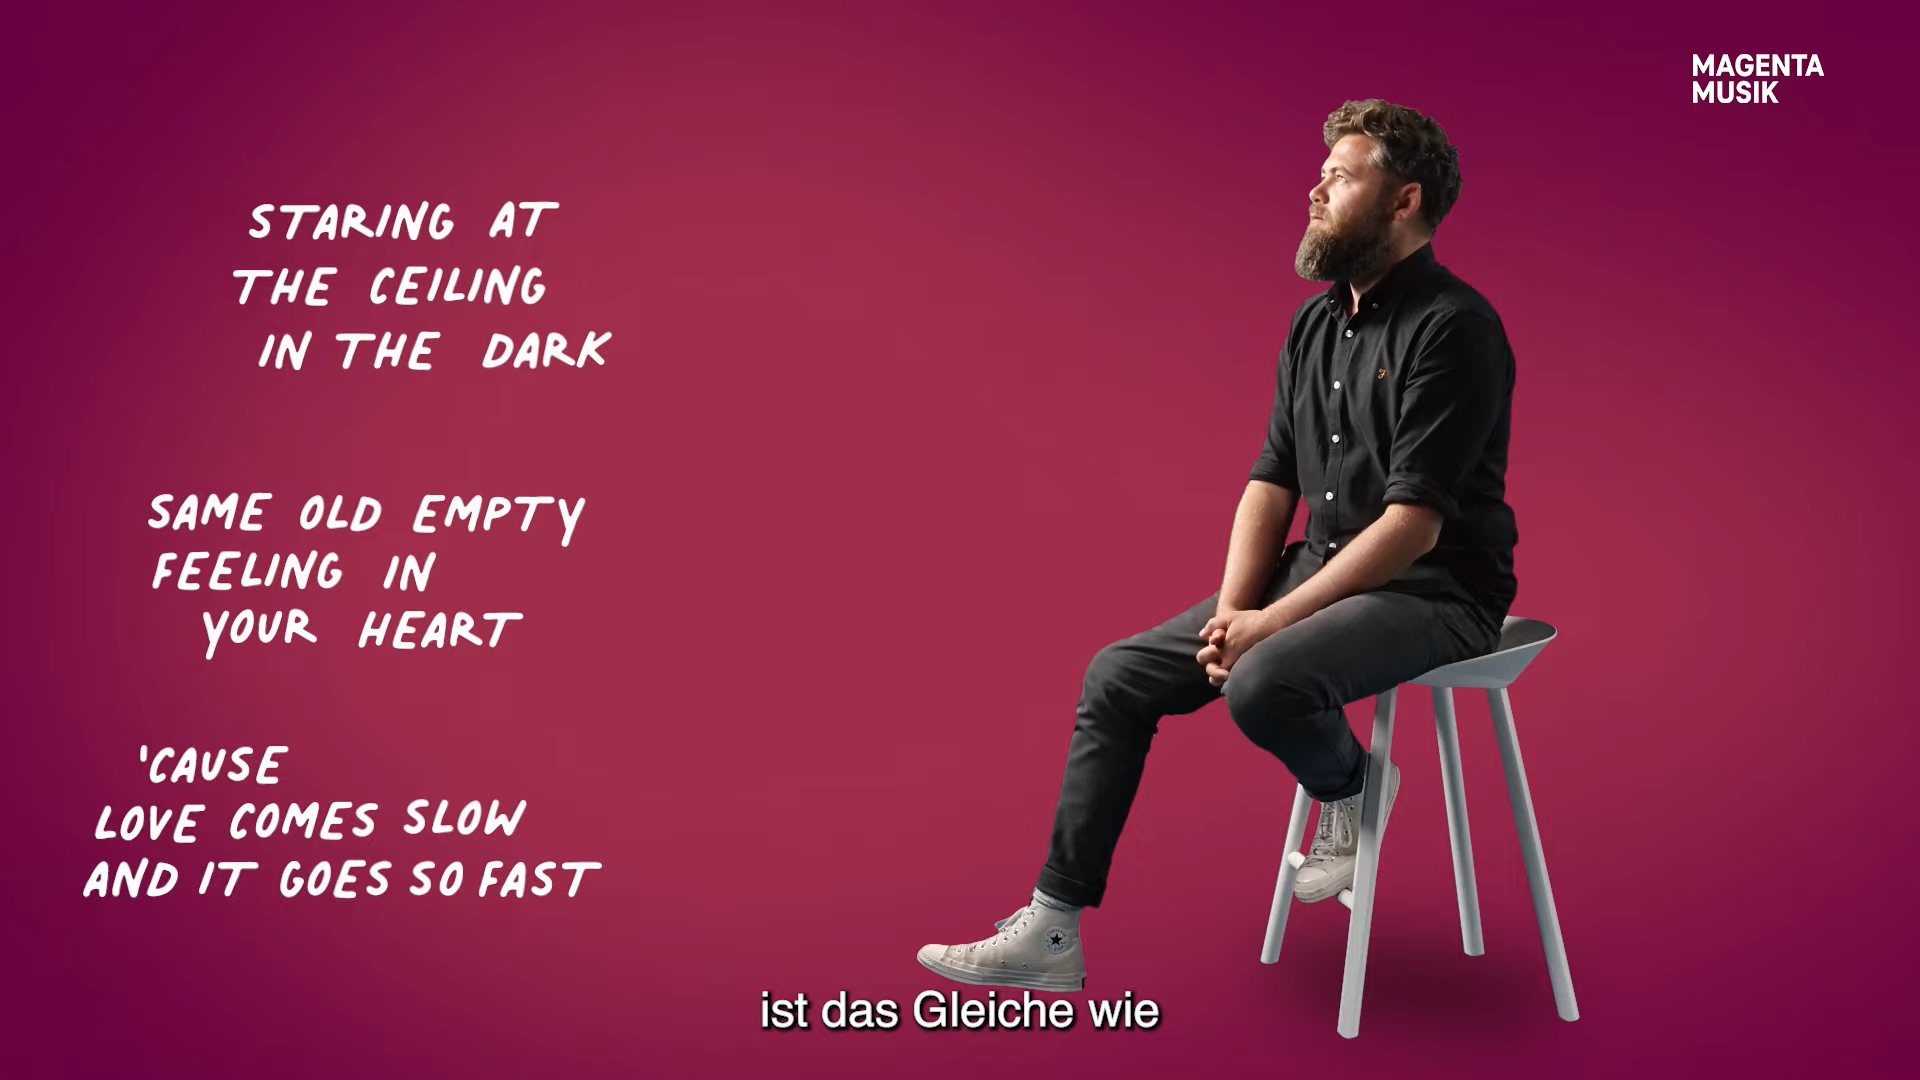 MAGENTA
MUSIK
STARING AT
THE CEILING
IN THE DARK
SAME OLD EMPTY
FEELING IN
YOUR HEART
'CAUSE
LOVE COMES SLOW
AND IT GOES SO FAST
ist das Gleiche wie